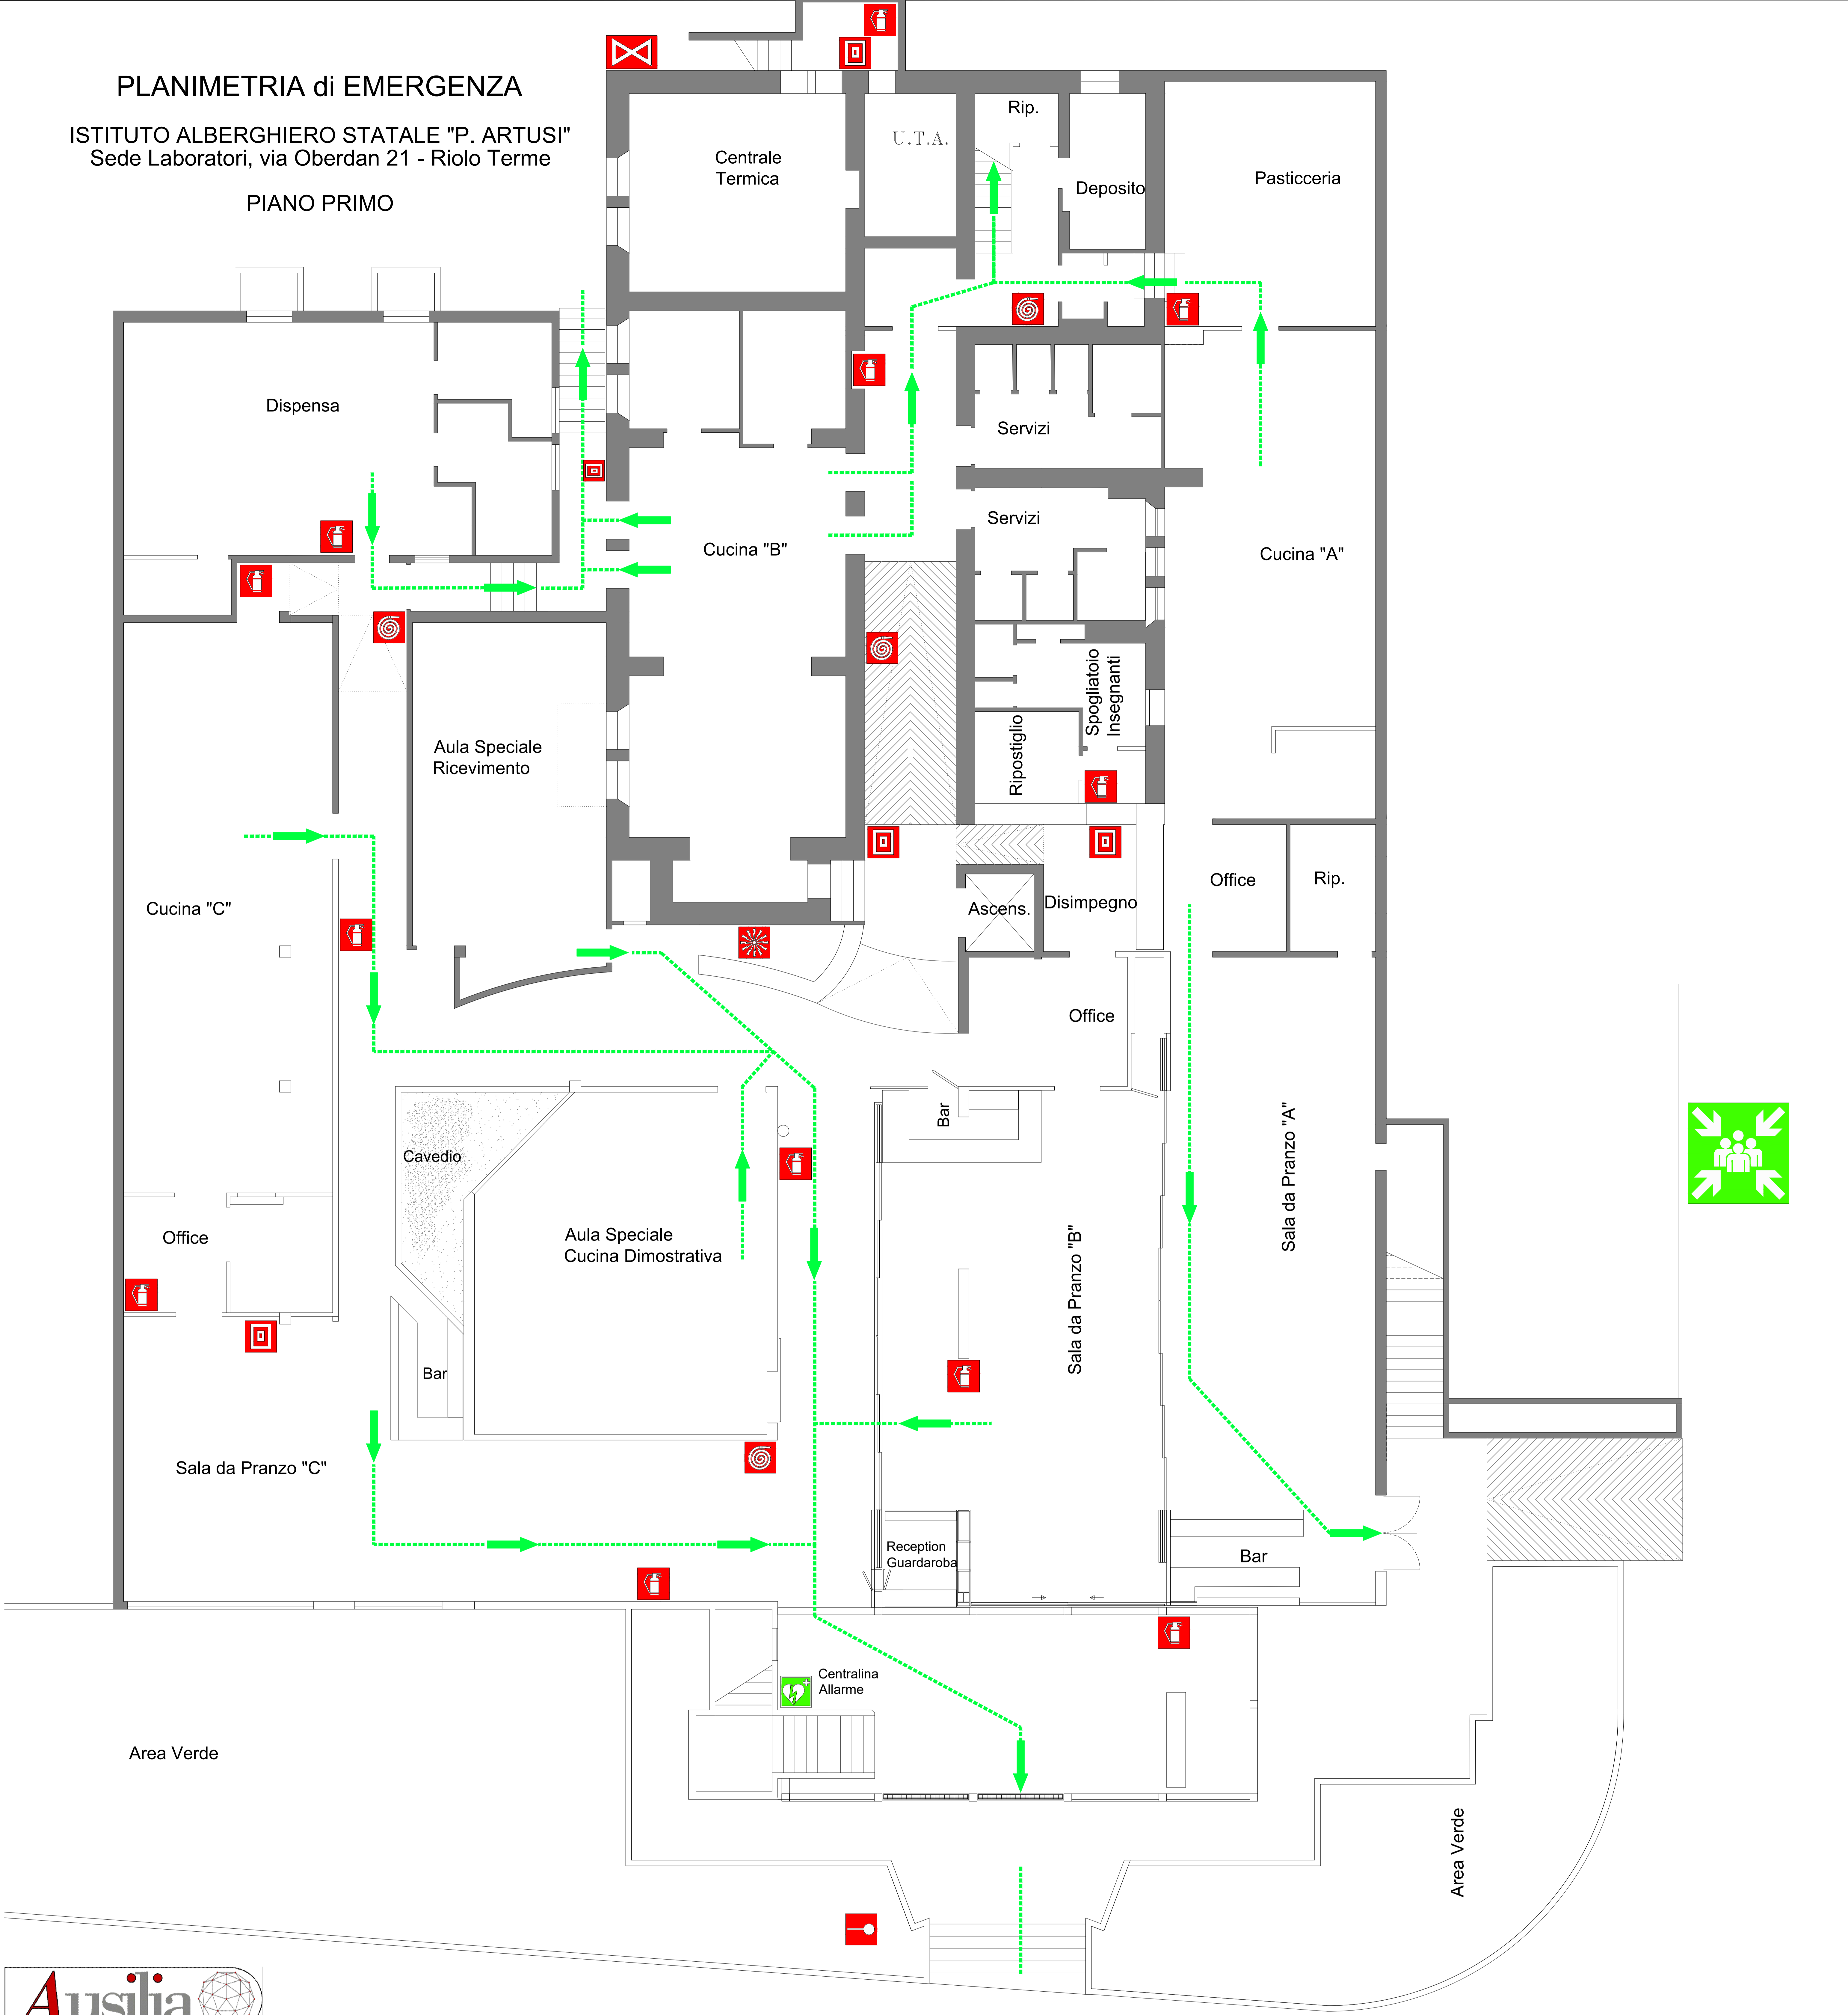 PLANIMETRIA di EMERGENZA
ISTITUTO ALBERGHIERO STATALE "P. ARTUSI"
Sede Laboratori, via Oberdan 21 - Riolo Terme
PIANO PRIMO
Rip.
U.T.A.
Centrale
Termica
Deposito
Pasticceria
Dispensa
Servizi
Servizi
Cucina "B"
Cucina "A"
Spogliatoio
Insegnanti
Ripostiglio
Aula Speciale
Ricevimento
Office
Rip.
Cucina "C"
Ascens.
Disimpegno
Office
Bar
Cavedio
Sala da Pranzo "A"
Office
Aula Speciale
Cucina Dimostrativa
Sala da Pranzo "B"
Bar
Sala da Pranzo "C"
Reception
Guardaroba
Bar
Centralina
Allarme
Area Verde
Area Verde
Ausilia